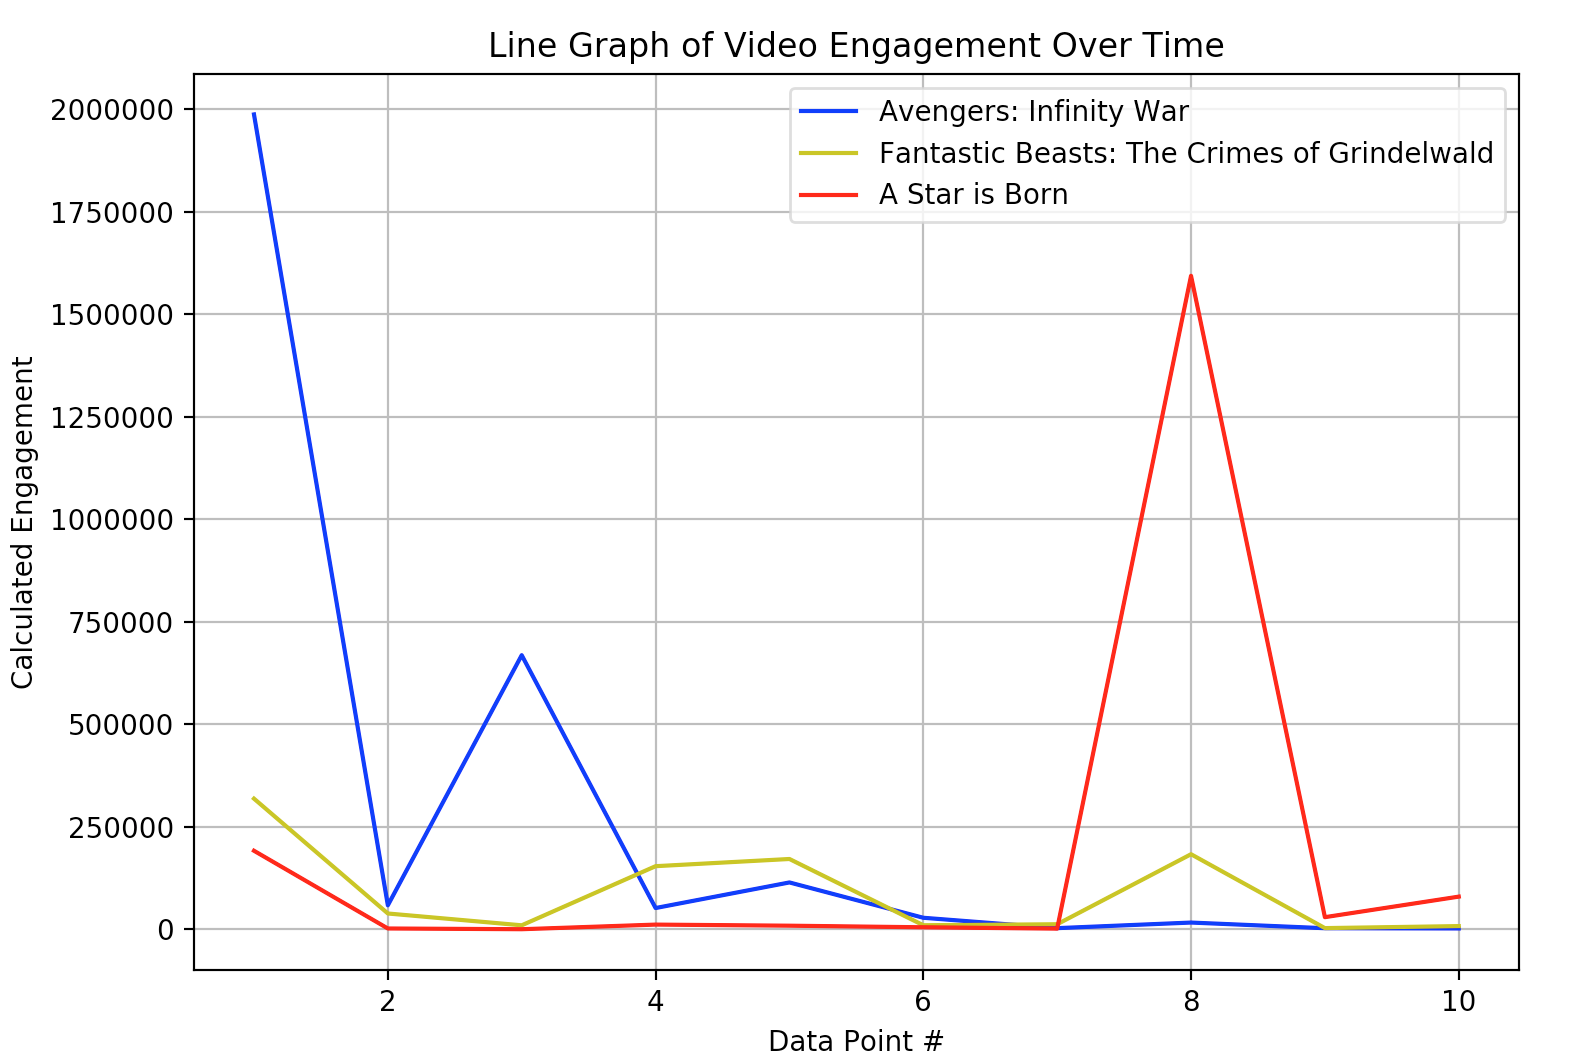 Line Graph of Video Engagement Over Time
Avengers: Infinity War
Fantastic Beasts: The Crimes of Grindelwald
A Star is Born
2000000
1750000
1500000
1250000
1000000
750000
500000
250000
0
Calculated Engagement
2 4 6 8 10
Data Point #